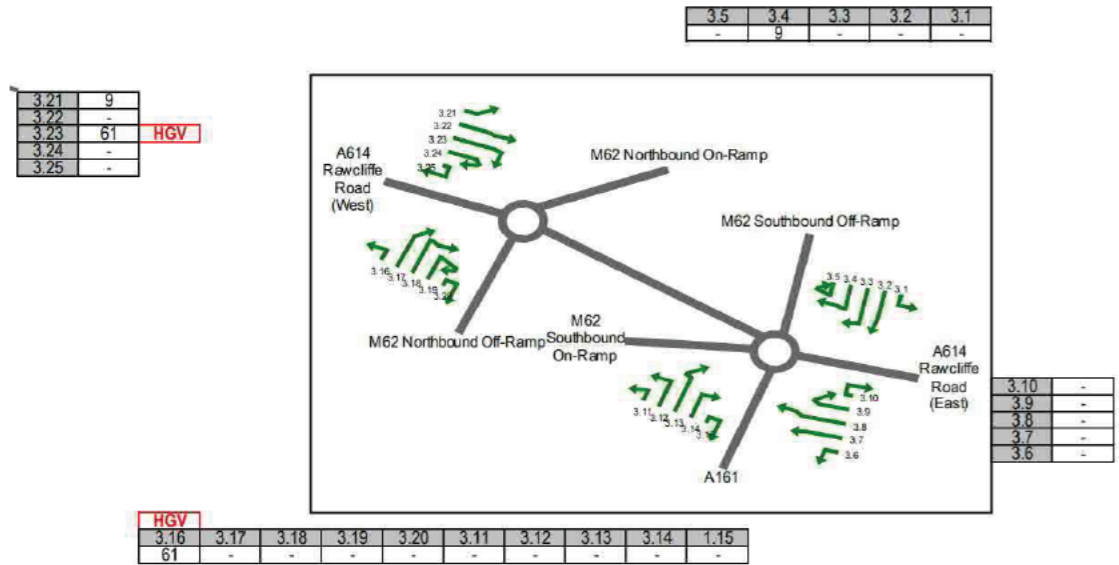 3.5 3.4 3.3 3.2 3.1
- 9 - - -
3.21 9
3.22 -
3.23 61 HGV
3.24 -
3.25 -
3.21
3.22
3.23
3.24
3.25
A614
Rawcliffe
Road
(West)
M62 Northbound On-Ramp
M62 Southbound Off-Ramp
3.5 3.4 3.3 3.2 3.1
3.16
3.17
3.18
3.19
3.20
M62 Northbound Off-Ramp
M62
Southbound
On-Ramp
A614
Rawcliffe
Road
(East)
3.10
3.9
3.8
3.7
3.6
3.11
3.12
3.13
3.14
A161
3.10 -
3.9 -
3.8 -
3.7 -
3.6 -
HGV
3.16 3.17 3.18 3.19 3.20 3.11 3.12 3.13 3.14 1.15
61 - - - - - - - - -